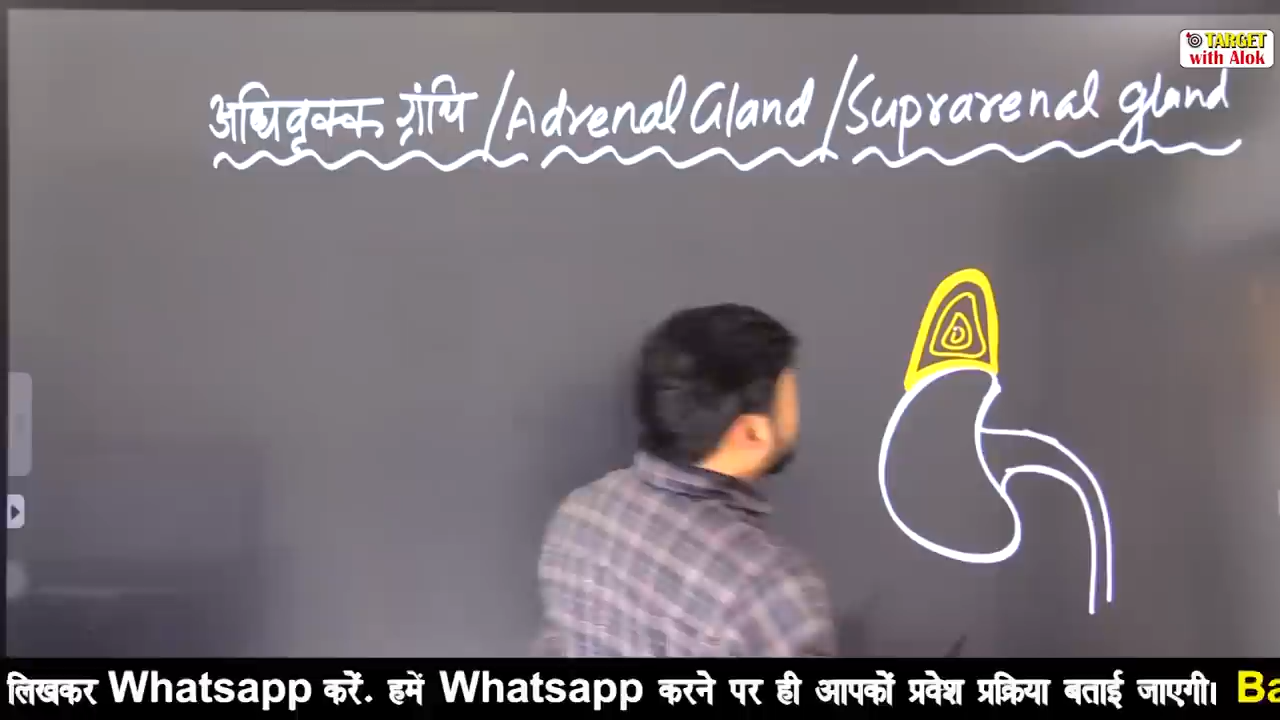 TARGET
with Alok
अधिवृक्क ग्रंथि / Adrenal Gland / Suprarenal gland
लिखकर Whatsapp करें. हमें Whatsapp करने पर ही आपकों प्रवेश प्रक्रिया बताई जाएगी। Ba